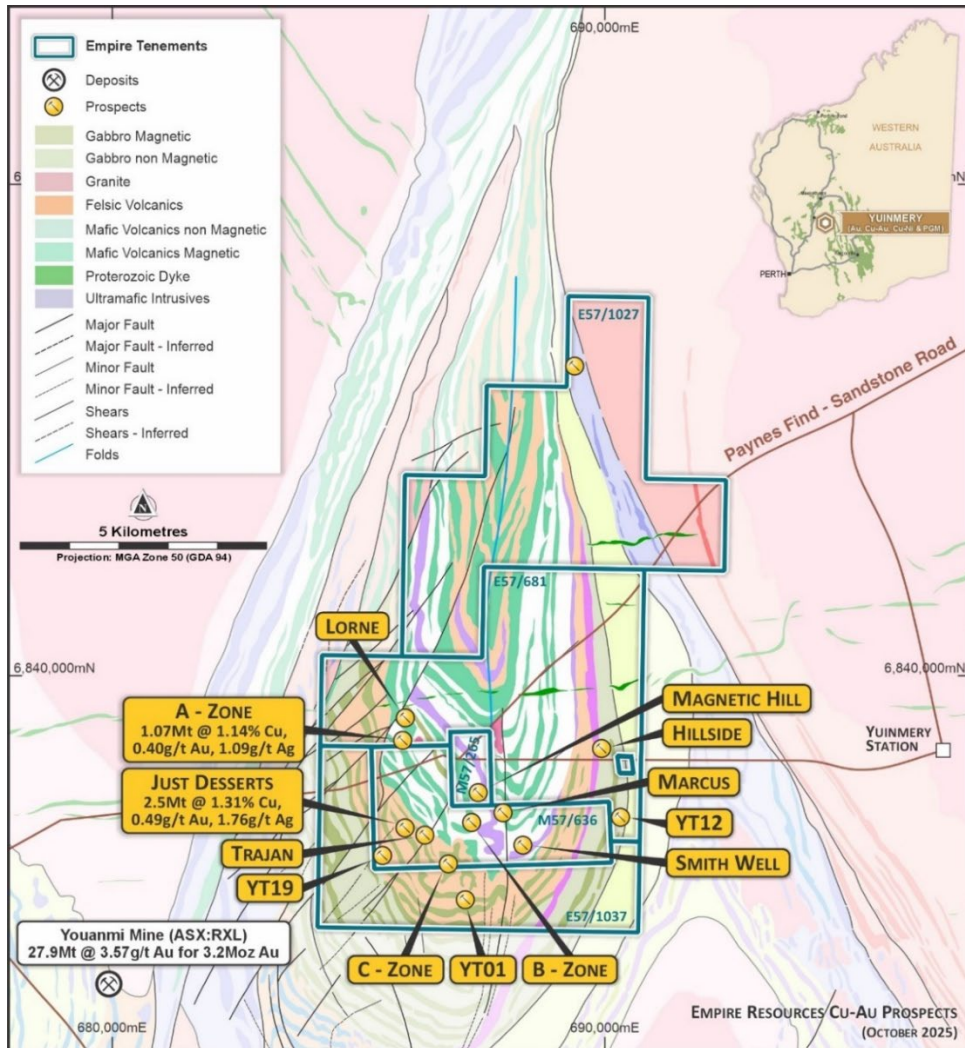 690,000mE
Empire Tenements
Deposits
Prospects
Gabbro Magnetic
Gabbro non Magnetic
Granite
Felsic Volcanics
Mafic Volcanics non Magnetic
Mafic Volcanics Magnetic
Proterozoic Dyke
Ultramafic Intrusives
Major Fault
Major Fault - Inferred
Minor Fault
Minor Fault - Inferred
Shears
Shears - Inferred
Folds
5 Kilometres
Projection: MGA Zone 50 (GDA 94)
WESTERN
AUSTRALIA
YUINMERY
(Au, Cu-Au, Cu-Ni & PGM)
PERTH
E57/1027
Paynes Find - Sandstone Road
E57/681
LORNE
6,840,000mN
6,840,000mN
A - ZONE
1.07Mt @ 1.14% Cu,
0.40g/t Au, 1.09g/t Ag
MAGNETIC HILL
HILLSIDE
YUINMERY
STATION
M57/265
JUST DESSERTS
2.5Mt @ 1.31% Cu,
0.49g/t Au, 1.76g/t Ag
MARCUS
M57/636
YT12
TRAJAN
SMITH WELL
YT19
E57/1037
Youanmi Mine (ASX:RXL)
27.9Mt @ 3.57g/t Au for 3.2Moz Au
C - ZONE
YT01
B - ZONE
680,000mE
690,000mE
EMPIRE RESOURCES CU-AU PROSPECTS
(OCTOBER 2025)